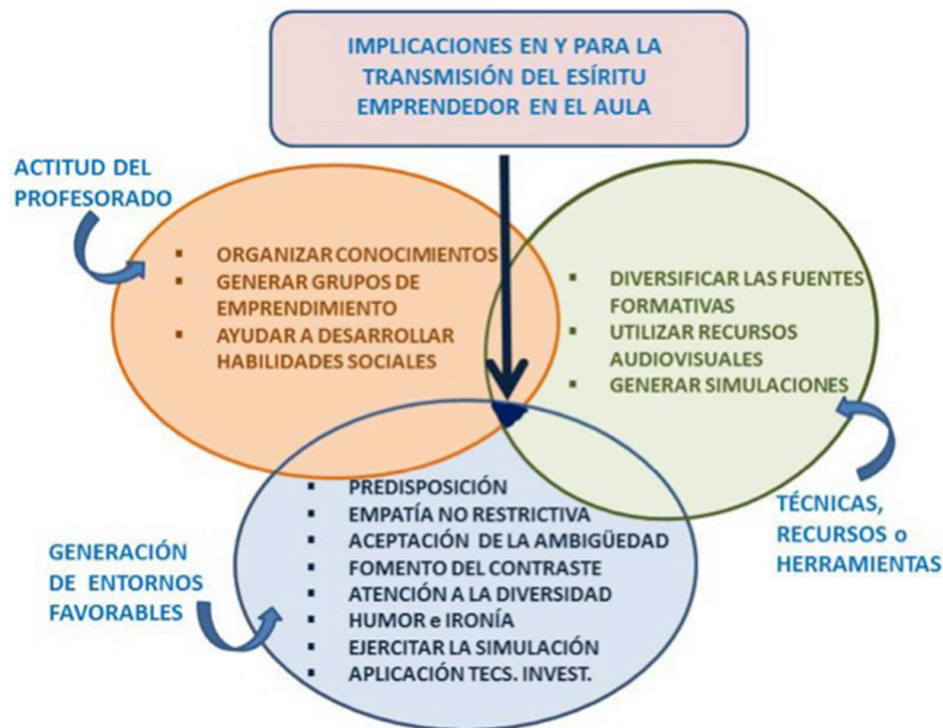 IMPLICACIONES EN Y PARA LA
TRANSMISIÓN DEL ESÍRITU
EMPRENDEDOR EN EL AULA
ACTITUD DEL
PROFESORADO
▪ ORGANIZAR CONOCIMIENTOS
▪ GENERAR GRUPOS DE
EMPRENDIMIENTO
▪ AYUDAR A DESARROLLAR
HABILIDADES SOCIALES
▪ DIVERSIFICAR LAS FUENTES
FORMATIVAS
▪ UTILIZAR RECURSOS
AUDIOVISUALES
▪ GENERAR SIMULACIONES
TÉCNICAS,
RECURSOS o
HERRAMIENTAS
GENERACIÓN
DE ENTORNOS
FAVORABLES
▪ PREDISPOSICIÓN
▪ EMPATÍA NO RESTRICTIVA
▪ ACEPTACIÓN DE LA AMBIGÜEDAD
▪ FOMENTO DEL CONTRASTE
▪ ATENCIÓN A LA DIVERSIDAD
▪ HUMOR e IRONÍA
▪ EJERCITAR LA SIMULACIÓN
▪ APLICACIÓN TECS. INVEST.